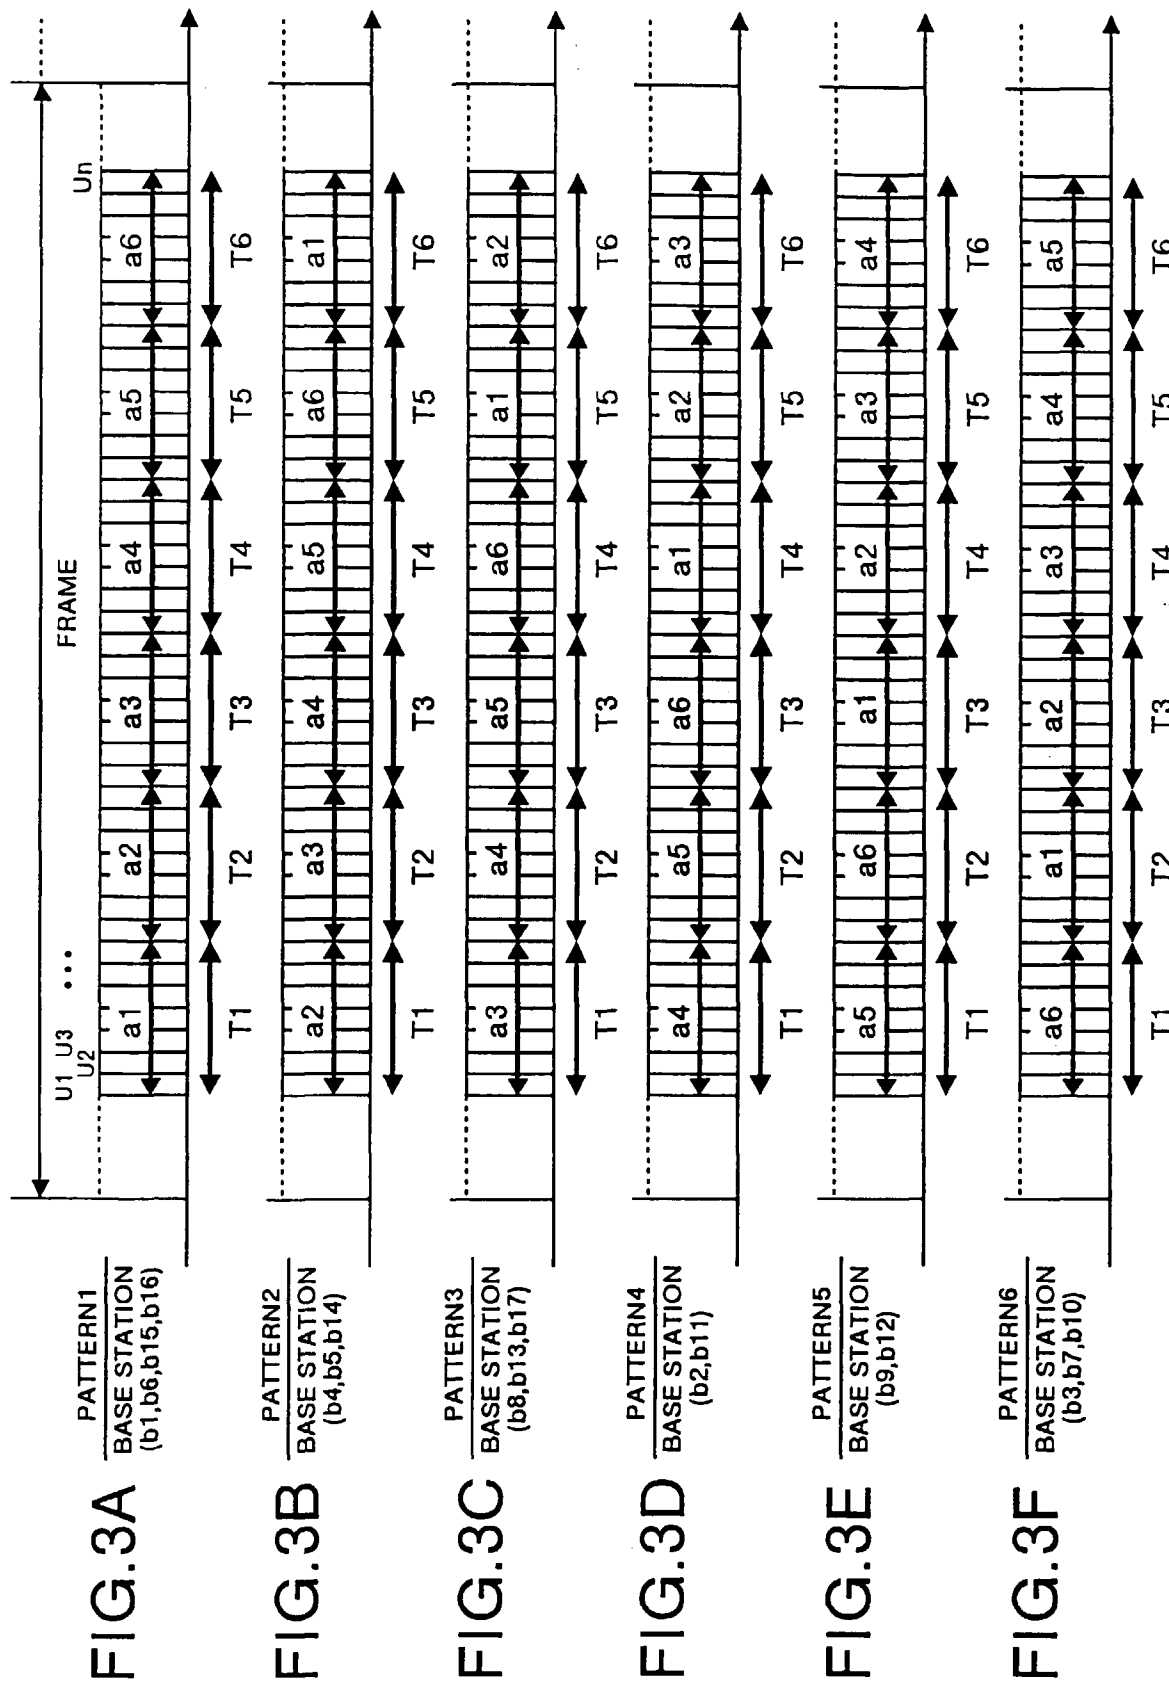 FRAME
U1 U3 ... Un
U2
FIG.3A
PATTERN1
BASE STATION
(b1,b6,b15,b16)
a1 a2 a3 a4 a5 a6
T1 T2 T3 T4 T5 T6
FIG.3B
PATTERN2
BASE STATION
(b4,b5,b14)
a2 a3 a4 a5 a6 a1
T1 T2 T3 T4 T5 T6
FIG.3C
PATTERN3
BASE STATION
(b8,b13,b17)
a3 a4 a5 a6 a1 a2
T1 T2 T3 T4 T5 T6
FIG.3D
PATTERN4
BASE STATION
(b2,b11)
a4 a5 a6 a1 a2 a3
T1 T2 T3 T4 T5 T6
FIG.3E
PATTERN5
BASE STATION
(b9,b12)
a5 a6 a1 a2 a3 a4
T1 T2 T3 T4 T5 T6
FIG.3F
PATTERN6
BASE STATION
(b3,b7,b10)
a6 a1 a2 a3 a4 a5
T1 T2 T3 T4 T5 T6